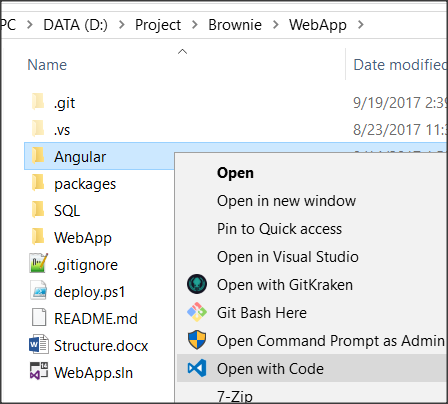 PC > DATA (D:) > Project > Brownie > WebApp >
Name Date modified
.git 9/19/2017 2:39
.vs 8/23/2017 11:3
Angular
packages
SQL
WebApp
.gitignore
deploy.ps1
README.md
Structure.docx
WebApp.sln
Open
Open in new window
Pin to Quick access
Open in Visual Studio
Open with GitKraken
Git Bash Here
Open Command Prompt as Admin
Open with Code
7-Zip